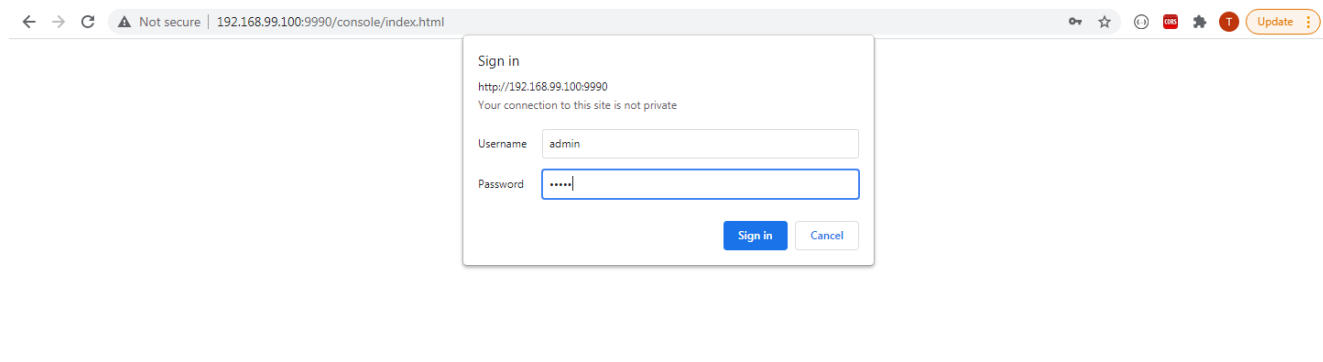 Not secure 192.168.99.100:9990/console/index.html CORS T Update
Sign in
http://192.168.99.100:9990
Your connection to this site is not private
Username admin
Password •••••
Sign in Cancel